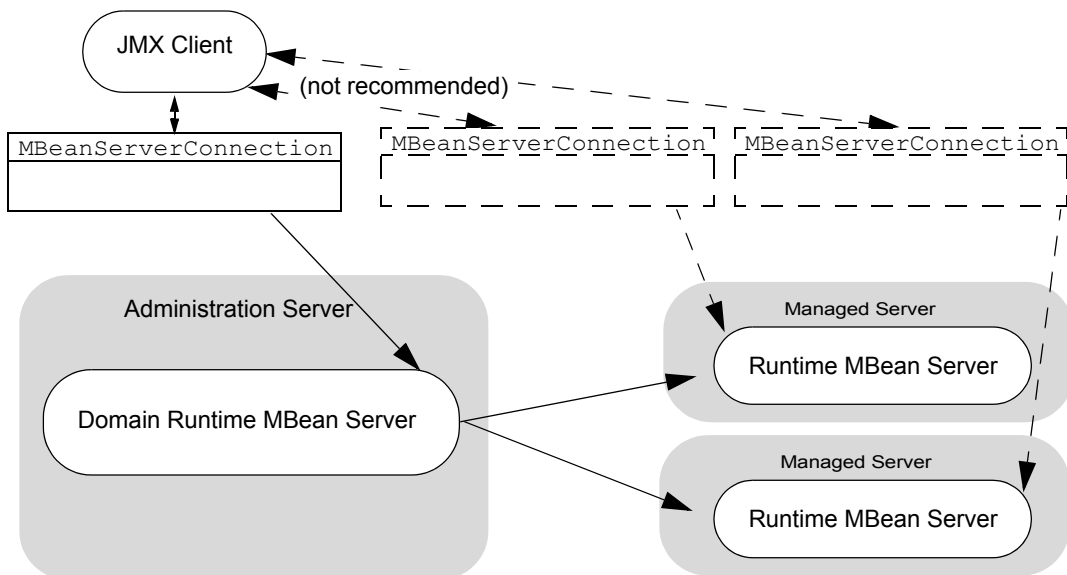 JMX Client
(not recommended)
MBeanServerConnection
MBeanServerConnection
MBeanServerConnection
Administration Server
Managed Server
Domain Runtime MBean Server
Runtime MBean Server
Managed Server
Runtime MBean Server